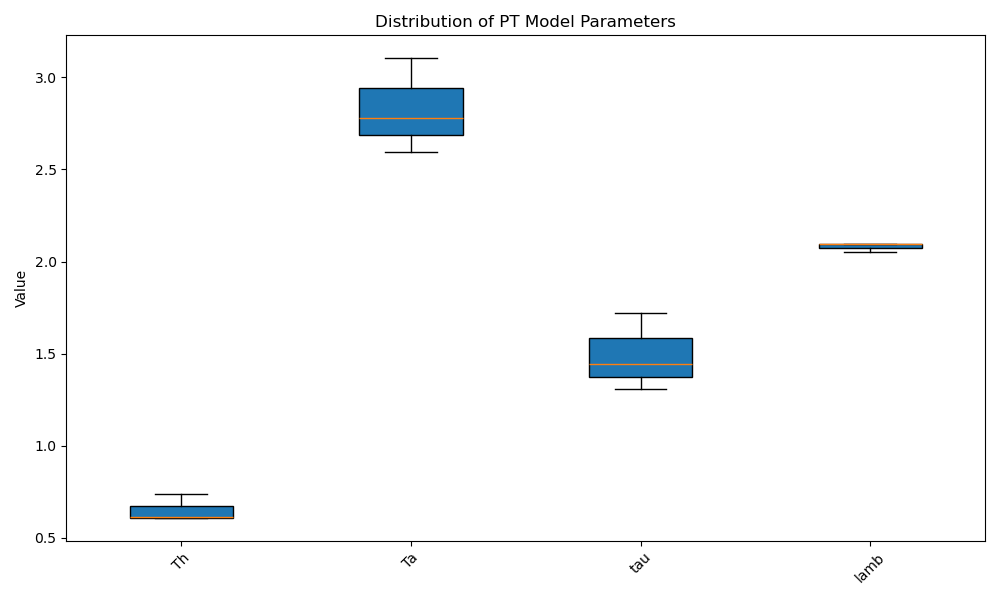 Distribution of PT Model Parameters
Value
3.0
2.5
2.0
1.5
1.0
0.5
Th
Ta
tau
lamb